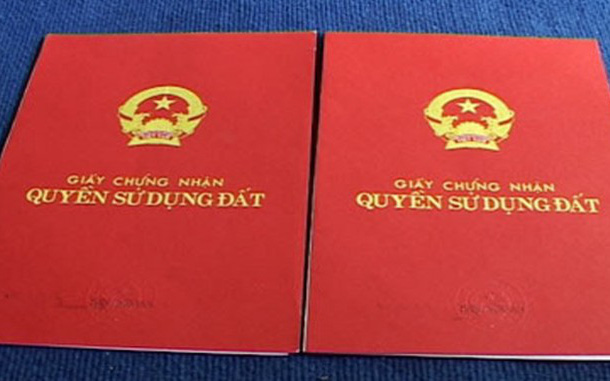 GIẤY CHỨNG NHẬN
QUYỀN SỬ DỤNG ĐẤT
GIẤY CHỨNG NHẬN
QUYỀN SỬ DỤNG ĐẤT